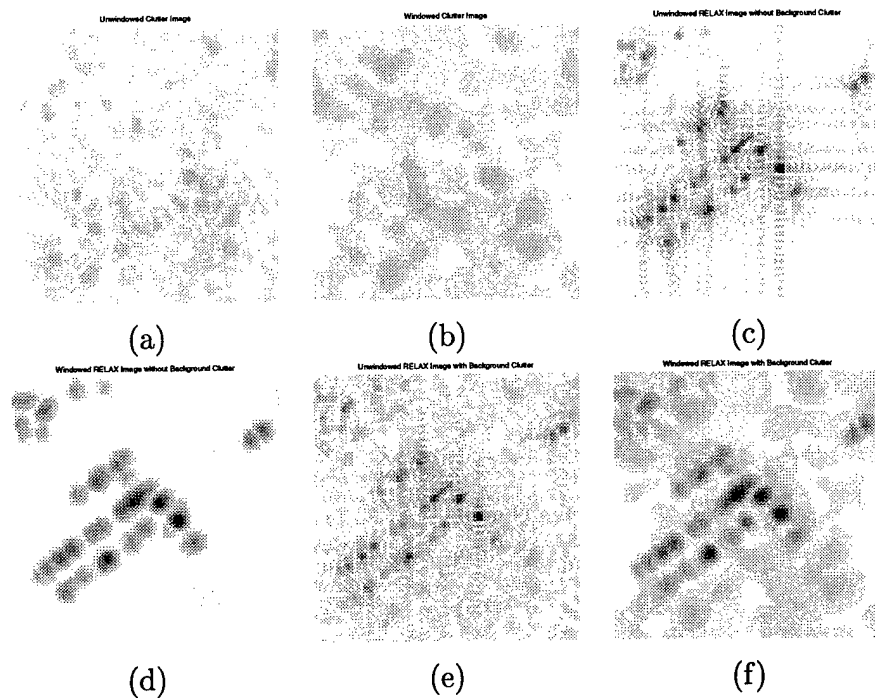 Unwindowed Clutter Image
Windowed Clutter Image
Unwindowed RELAX Image without Background Clutter
(a)
(b)
(c)
Windowed RELAX Image without Background Clutter
Unwindowed RELAX Image with Background Clutter
Windowed RELAX Image with Background Clutter
(d)
(e)
(f)